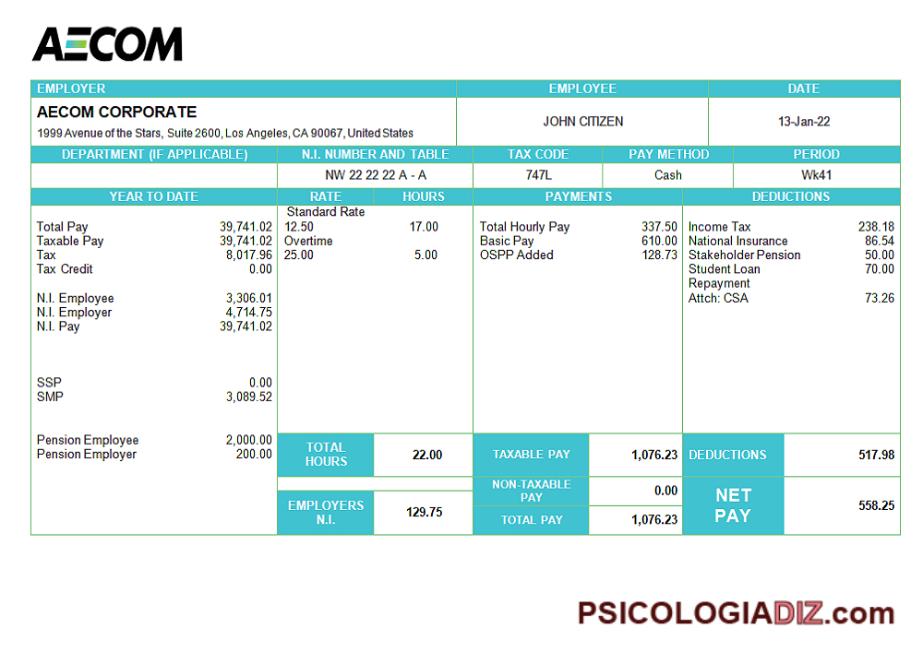 AECOM
EMPLOYER EMPLOYEE DATE
AECOM CORPORATE
1999 Avenue of the Stars, Suite 2600, Los Angeles, CA 90067, United States
JOHN CITIZEN 13-Jan-22
DEPARTMENT (IF APPLICABLE) N.I. NUMBER AND TABLE TAX CODE PAY METHOD PERIOD
NW 22 22 22 A - A 747L Cash Wk41
YEAR TO DATE RATE HOURS PAYMENTS DEDUCTIONS
Standard Rate
Total Pay 39,741.02 12.50 17.00 Total Hourly Pay 337.50 Income Tax 238.18
Taxable Pay 39,741.02 Overtime Basic Pay 610.00 National Insurance 86.54
Tax 8,017.96 25.00 5.00 OSPP Added 128.73 Stakeholder Pension 50.00
Tax Credit 0.00 Student Loan 70.00
Repayment
N.I. Employee 3,306.01 Attch: CSA 73.26
N.I. Employer 4,714.75
N.I. Pay 39,741.02
SSP 0.00
SMP 3,089.52
Pension Employee 2,000.00
Pension Employer 200.00
TOTAL HOURS 22.00 TAXABLE PAY 1,076.23 DEDUCTIONS 517.98
NON-TAXABLE PAY 0.00
EMPLOYERS N.I. 129.75 NET PAY 558.25
TOTAL PAY 1,076.23
PSICOLOGIADIZ.com